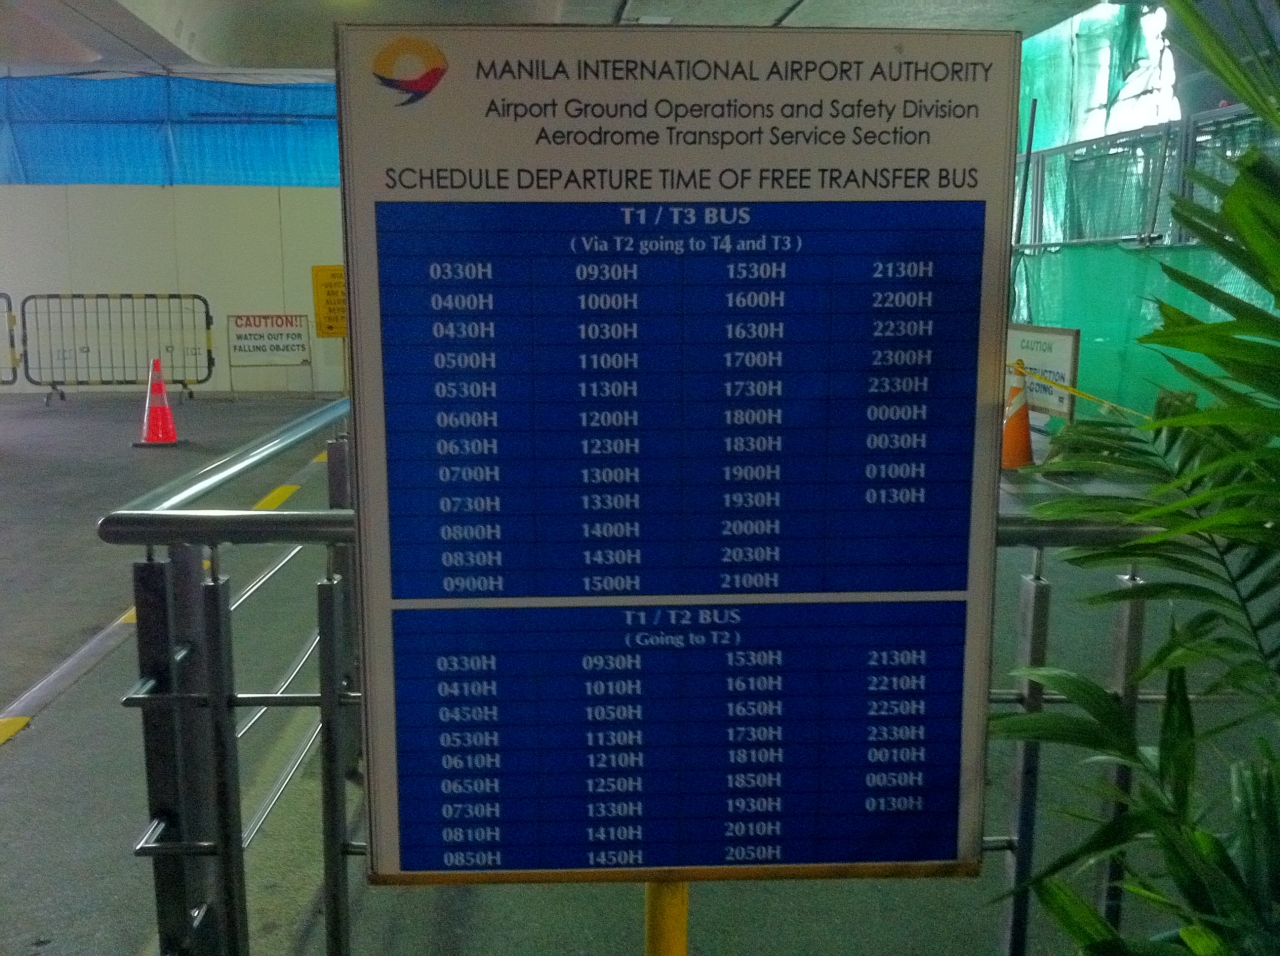 MANILA INTERNATIONAL AIRPORT AUTHORITY
Airport Ground Operations and Safety Division
Aerodrome Transport Service Section
SCHEDULE DEPARTURE TIME OF FREE TRANSFER BUS
T1 / T3 BUS
( Via T2 going to T4 and T3 )
0330H 0930H 1530H 2130H
0400H 1000H 1600H 2200H
0430H 1030H 1630H 2230H
0500H 1100H 1700H 2300H
0530H 1130H 1730H 2330H
0600H 1200H 1800H 0000H
0630H 1230H 1830H 0030H
0700H 1300H 1900H 0100H
0730H 1330H 1930H 0130H
0800H 1400H 2000H
0830H 1430H 2030H
0900H 1500H 2100H
T1 / T2 BUS
( Going to T2 )
0330H 0930H 1530H 2130H
0410H 1010H 1610H 2210H
0450H 1050H 1650H 2250H
0530H 1130H 1730H 2330H
0610H 1210H 1810H 0010H
0650H 1250H 1850H 0050H
0730H 1330H 1930H 0130H
0810H 1410H 2010H
0850H 1450H 2050H
CAUTION!!
WATCH OUT FOR
FALLING OBJECTS
CAUTION